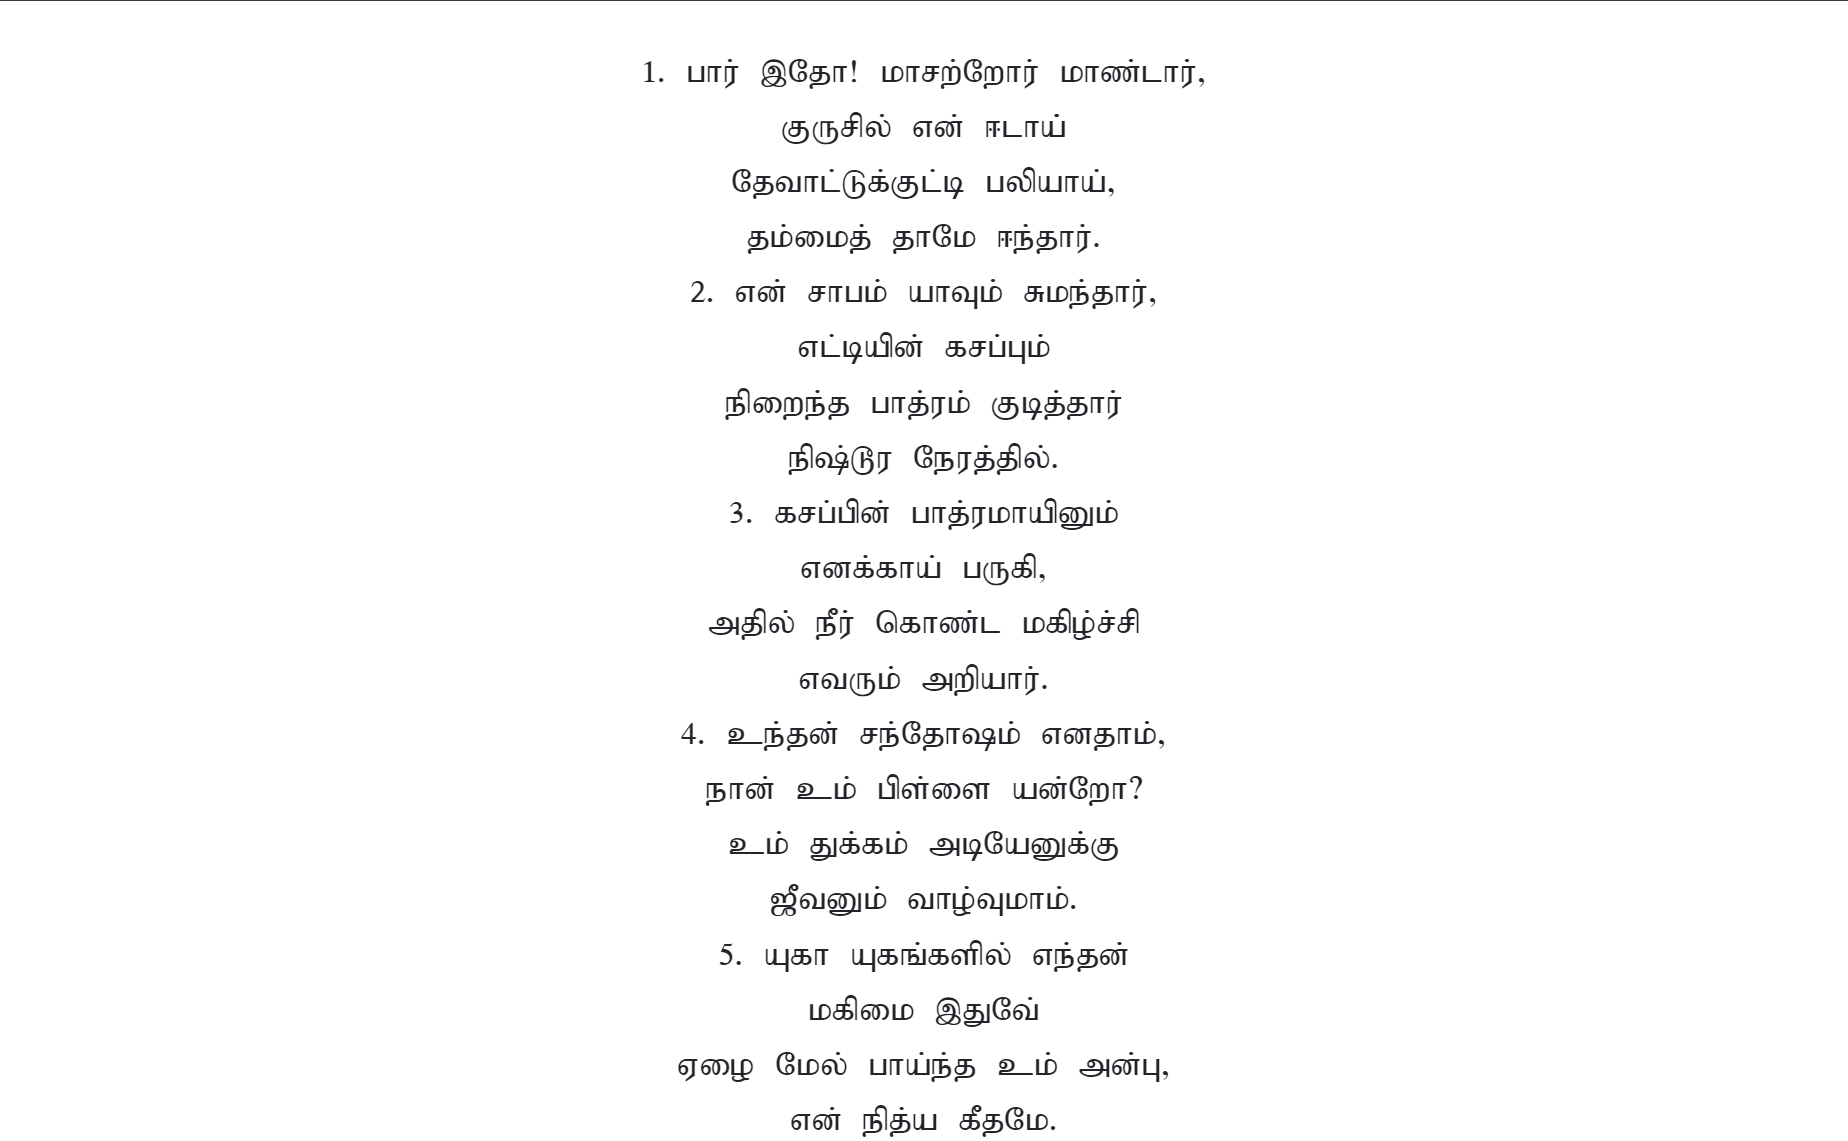 1. பார் இதோ! மாசற்றோர் மாண்டார்,
குருசில் என் ஈடாய்
தேவாட்டுக்குட்டி பலியாய்,
தம்மைத் தாமே ஈந்தார்.
2. என் சாபம் யாவும் சுமந்தார்,
எட்டியின் கசப்பும்
நிறைந்த பாத்ரம் குடித்தார்
நிஷ்டூர நேரத்தில்.
3. கசப்பின் பாத்ரமாயினும்
எனக்காய் பருகி,
அதில் நீர் கொண்ட மகிழ்ச்சி
எவரும் அறியார்.
4. உந்தன் சந்தோஷம் எனதாம்,
நான் உம் பிள்ளை யன்றோ?
உம் துக்கம் அடியேனுக்கு
ஜீவனும் வாழ்வுமாம்.
5. யுகா யுகங்களில் எந்தன்
மகிமை இதுவே
ஏழை மேல் பாய்ந்த உம் அன்பு,
என் நித்ய கீதமே.